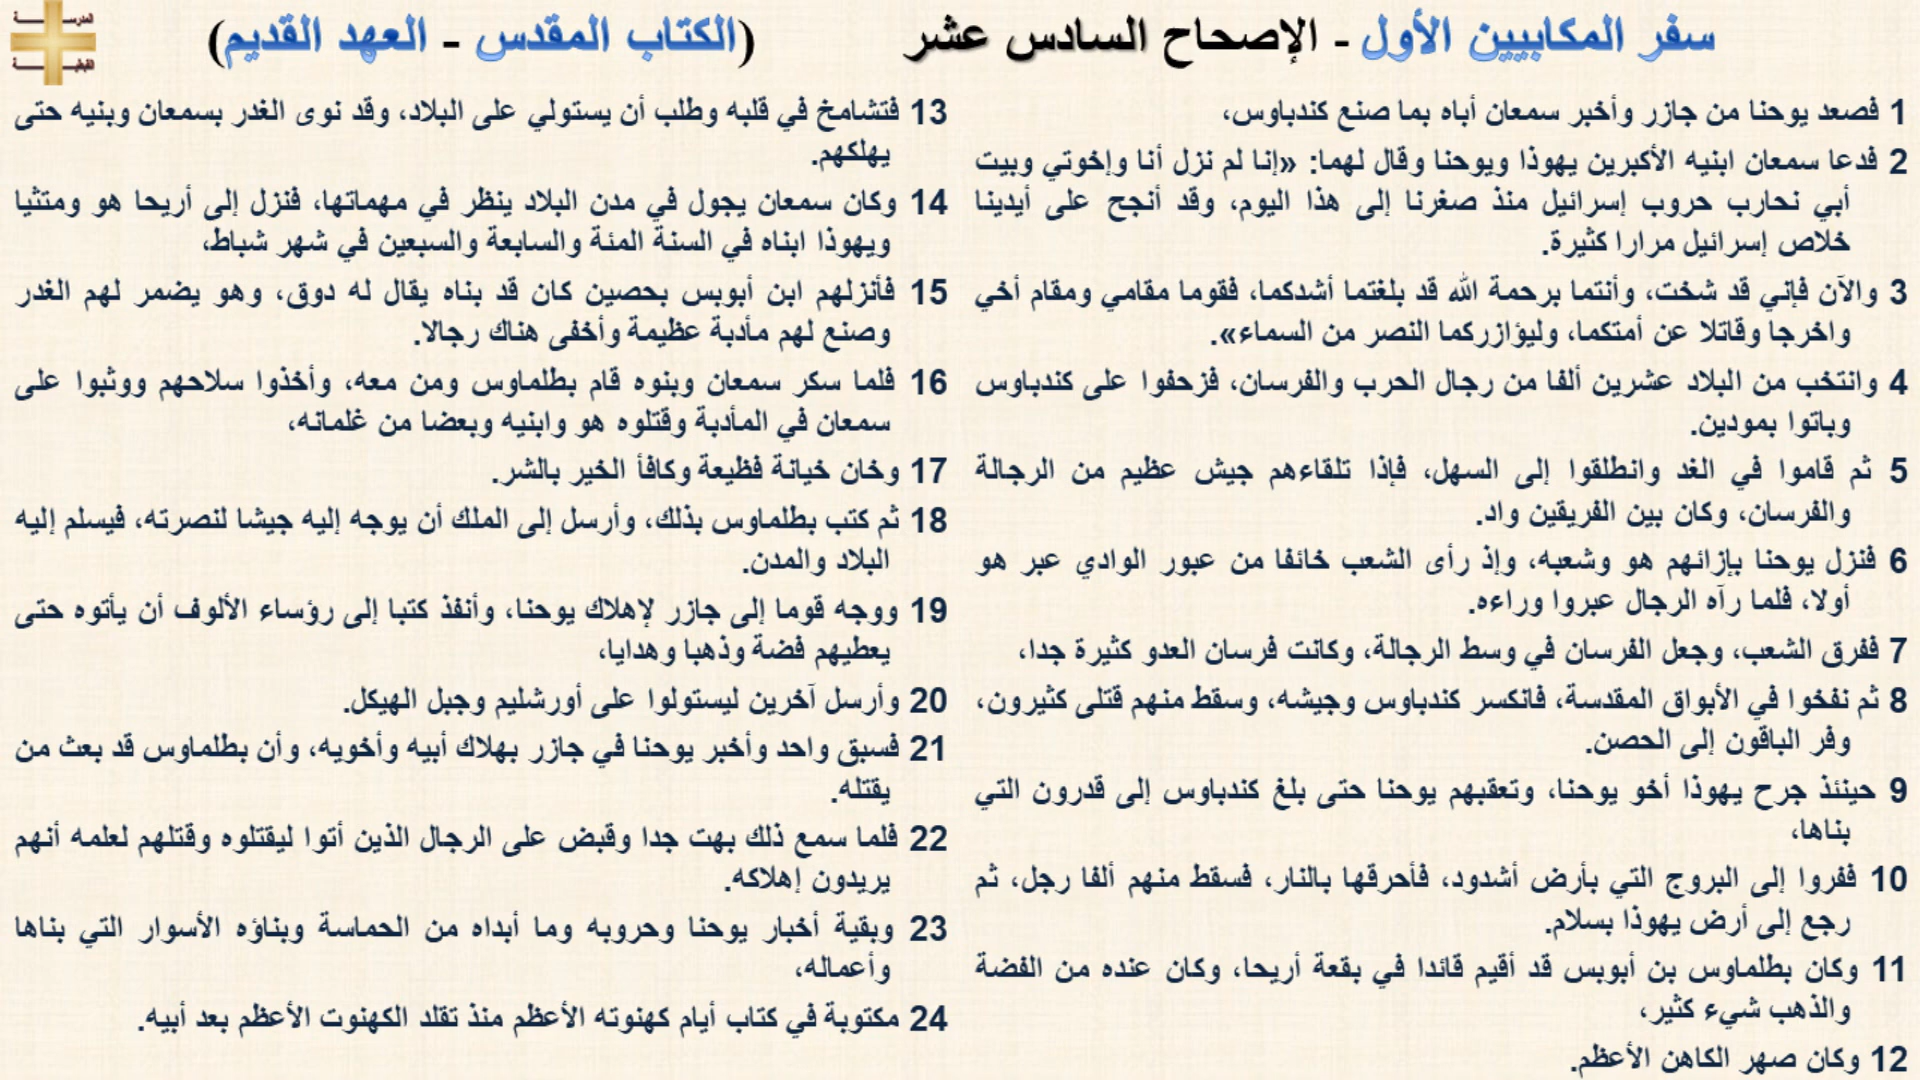 سفر المكابيين الأول - الإصحاح السادس عشر (الكتاب المقدس - العهد القديم)
1 فصعد يوحنا من جازر وأخبر سمعان أباه بما صنع كندباوس،
2 فدعا سمعان ابنيه الأكبرين يهوذا ويوحنا وقال لهما: «إنا لم نزل أنا وإخوتي وبيت
أبي نحارب حروب إسرائيل منذ صغرنا إلى هذا اليوم، وقد أنجح على أيدينا
خلاص إسرائيل مرارا كثيرة.
3 والآن فإني قد شخت، وأنتما برحمة الله قد بلغتما أشدكما، فقوما مقامي ومقام أخي
واخرجا وقاتلا عن أمتكما، وليؤازركما النصر من السماء».
4 وانتخب من البلاد عشرين ألفا من رجال الحرب والفرسان، فزحفوا على كندباوس
وباتوا بمودين.
5 ثم قاموا في الغد وانطلقوا إلى السهل، فإذا تلقاءهم جيش عظيم من الرجالة
والفرسان، وكان بين الفريقين واد.
6 فنزل يوحنا بإزائهم هو وشعبه، وإذ رأى الشعب خائفا من عبور الوادي عبر هو
أولا، فلما رآه الرجال عبروا وراءه.
7 ففرق الشعب، وجعل الفرسان في وسط الرجالة، وكانت فرسان العدو كثيرة جدا،
8 ثم نفخوا في الأبواق المقدسة، فانكسر كندباوس وجيشه، وسقط منهم قتلى كثيرون،
وفر الباقون إلى الحصن.
9 حينئذ جرح يهوذا أخو يوحنا، وتعقبهم يوحنا حتى بلغ كندباوس إلى قدرون التي
بناها،
10 ففروا إلى البروج التي بأرض أشدود، فأحرقها بالنار، فسقط منهم ألفا رجل، ثم
رجع إلى أرض يهوذا بسلام.
11 وكان بطلماوس بن أبوبس قد أقيم قائدا في بقعة أريحا، وكان عنده من الفضة
والذهب شيء كثير،
12 وكان صهر الكاهن الأعظم.
13 فتشامخ في قلبه وطلب أن يستولي على البلاد، وقد نوى الغدر بسمعان وبنيه حتى
يهلكهم.
14 وكان سمعان يجول في مدن البلاد ينظر في مهماتها، فنزل إلى أريحا هو ومتثيا
ويهوذا ابناه في السنة المئة والسابعة والسبعين في شهر شباط،
15 فأنزلهم ابن أبوبس بحصين كان قد بناه يقال له دوق، وهو يضمر لهم الغدر
وصنع لهم مأدبة عظيمة وأخفى هناك رجالا.
16 فلما سكر سمعان وبنوه قام بطلماوس ومن معه، وأخذوا سلاحهم ووثبوا على
سمعان في المأدبة وقتلوه هو وابنيه وبعضا من غلمانه،
17 وخان خيانة فظيعة وكافأ الخير بالشر.
18 ثم كتب بطلماوس بذلك، وأرسل إلى الملك أن يوجه إليه جيشا لنصرته، فيسلم إليه
البلاد والمدن.
19 ووجه قوما إلى جازر لإهلاك يوحنا، وأنفذ كتبا إلى رؤساء الألوف أن يأتوه حتى
يعطيهم فضة وذهبا وهدايا،
20 وأرسل آخرين ليستولوا على أورشليم وجبل الهيكل.
21 فسبق واحد وأخبر يوحنا في جازر بهلاك أبيه وأخويه، وأن بطلماوس قد بعث من
يقتله.
22 فلما سمع ذلك بهت جدا وقبض على الرجال الذين أتوا ليقتلوه وقتلهم لعلمه أنهم
يريدون إهلاكه.
23 وبقية أخبار يوحنا وحروبه وما أبداه من الحماسة وبناؤه الأسوار التي بناها
وأعماله،
24 مكتوبة في كتاب أيام كهنوته الأعظم منذ تقلد الكهنوت الأعظم بعد أبيه.